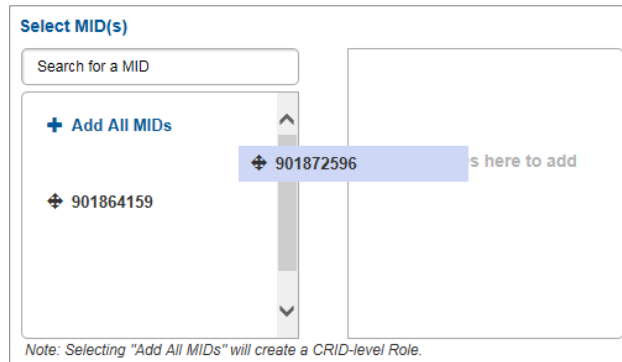 Select MID(s)
Search for a MID
+ Add All MIDs
901872596
s here to add
901864159
Note: Selecting "Add All MIDs" will create a CRID-level Role.